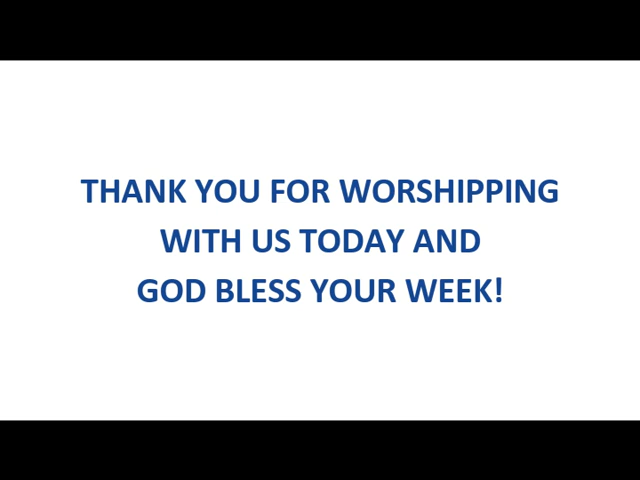 THANK YOU FOR WORSHIPPING
WITH US TODAY AND
GOD BLESS YOUR WEEK!